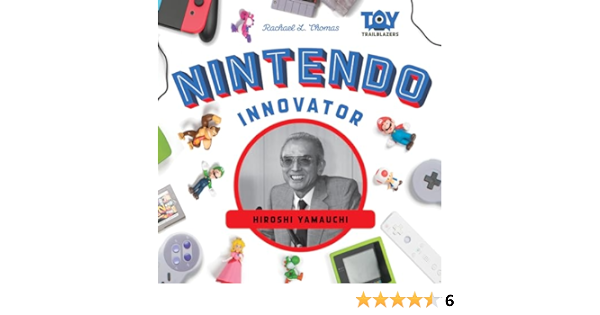 Rachael L. Thomas
TOY
TRAILBLAZERS
NINTENDO
INNOVATOR
HIROSHI YAMAUCHI
6